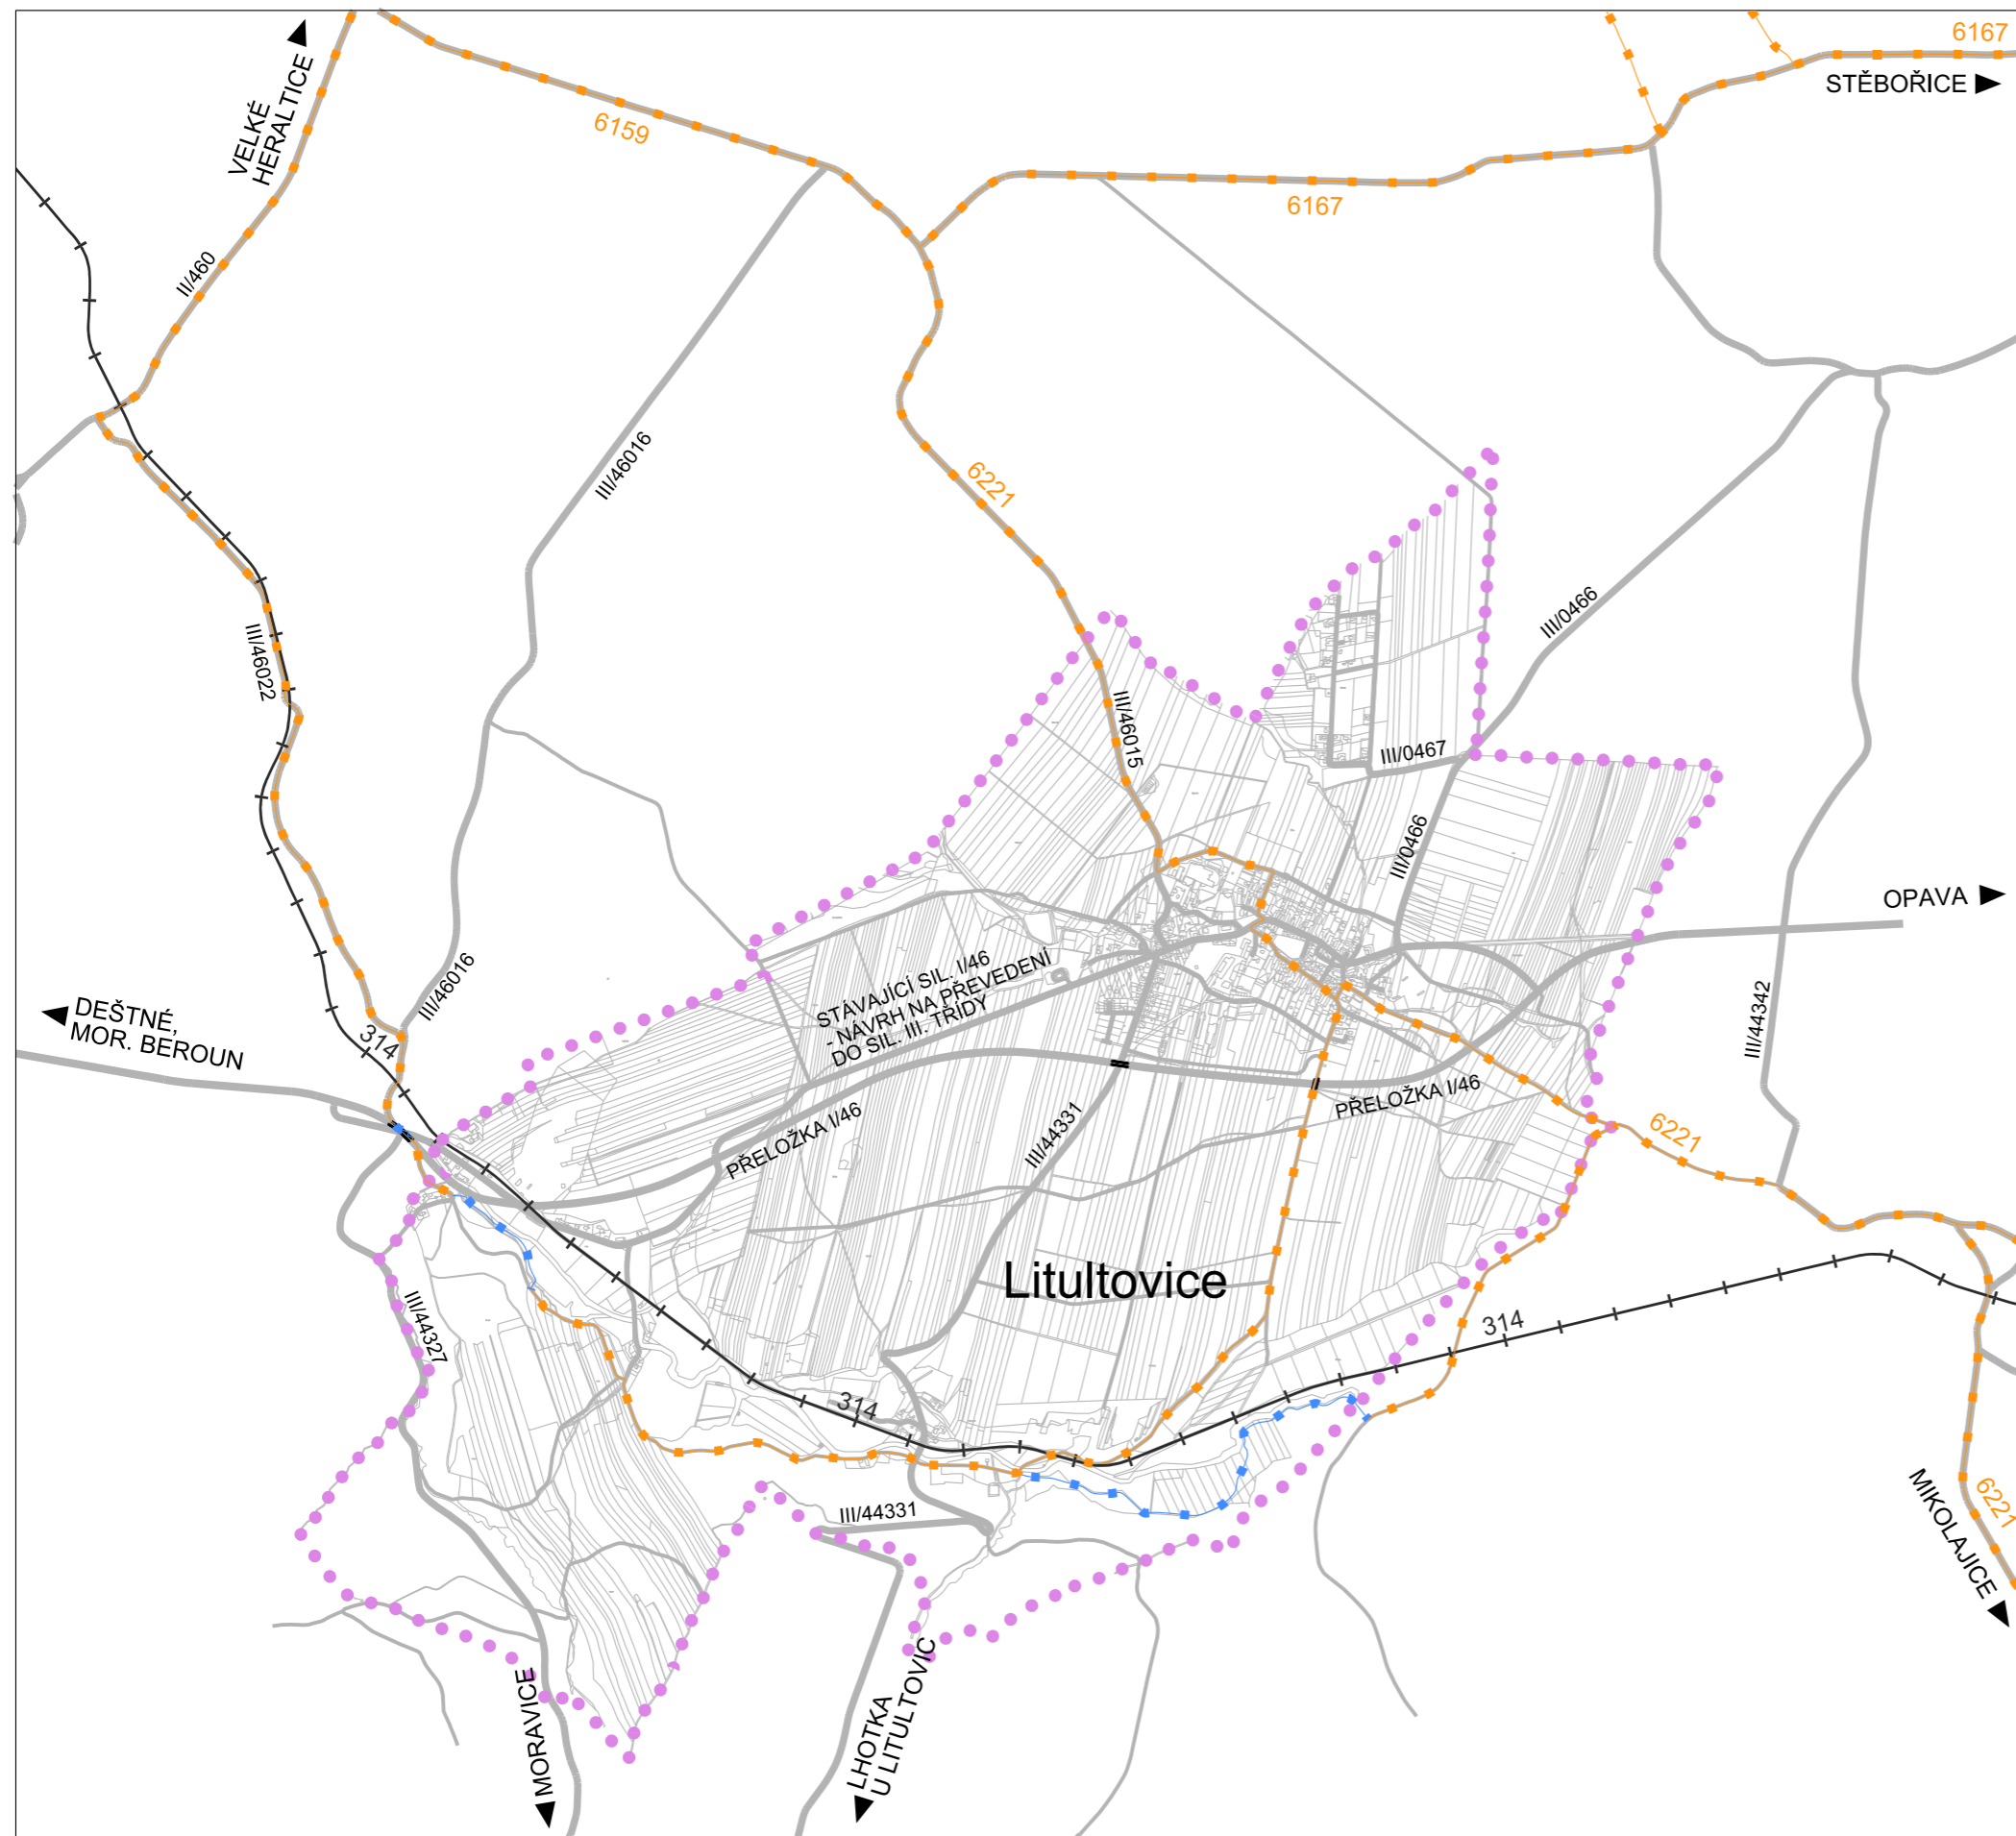 6167
STĚBOŘICE
VELKÉ
HERALTICE
6159
6167
II/460
III/46016
6221
III/0466
III/46022
III/46015
III/0467
III/0466
OPAVA
III/46016
STÁVAJÍCÍ SIL. I/46
- NÁVRH NA PŘEVEDENÍ
DO SIL. III. TŘÍDY
DEŠTNÉ,
MOR. BEROUN
314
III/44342
PŘELOŽKA I/46
PŘELOŽKA I/46
III/44331
6221
Litultovice
III/44327
314
314
III/44331
MIKOLAJICE
6221
MORAVICE
LHOTKA
U LITULTOVIC